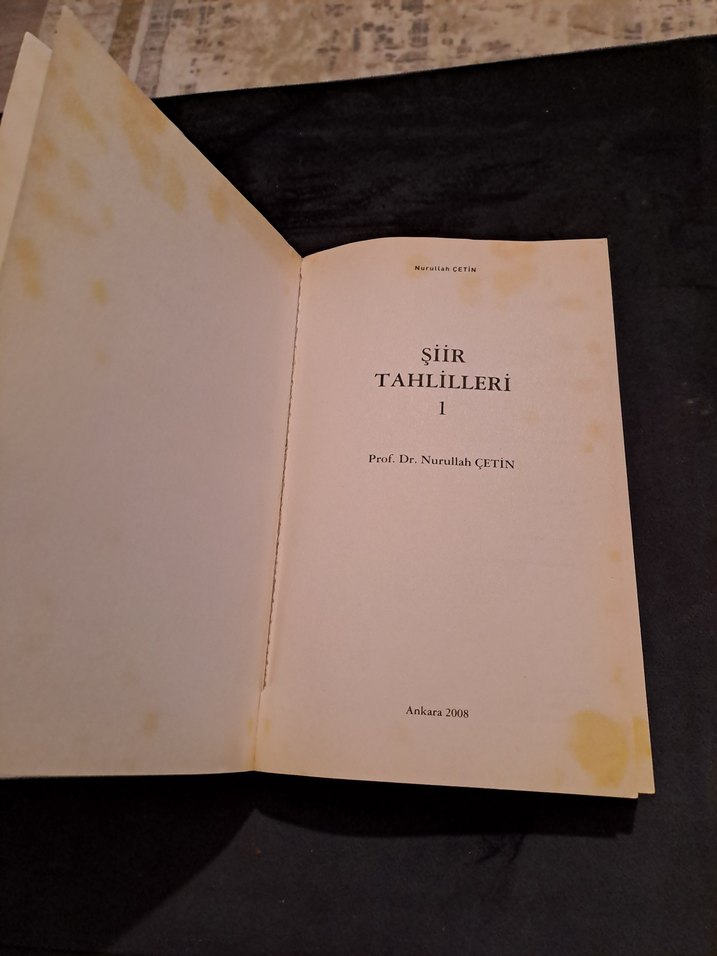 Nurullah ÇETİN
ŞİİR
TAHLİLLERİ
1
Prof. Dr. Nurullah ÇETİN
Ankara 2008